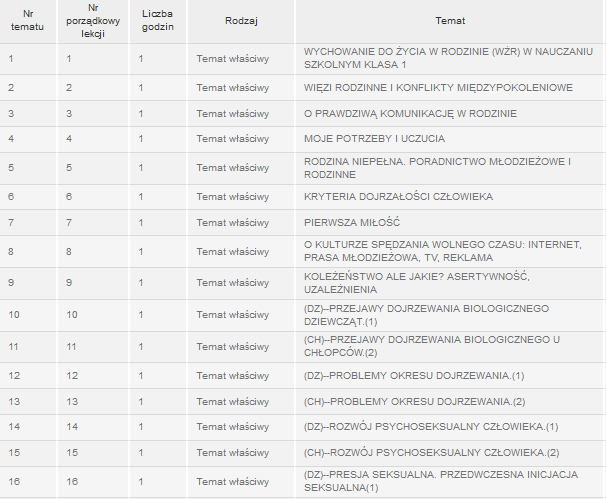 Nr tematu	Nr porządkowy lekcji	Liczba godzin	Rodzaj	Temat
1	1	1	Temat właściwy	WYCHOWANIE DO ŻYCIA W RODZINIE (WŻR) W NAUCZANIU SZKOLNYM KLASA 1
2	2	1	Temat właściwy	WIĘZI RODZINNE I KONFLIKTY MIĘDZYPOKOLENIOWE
3	3	1	Temat właściwy	O PRAWDZIWĄ KOMUNIKACJĘ W RODZINIE
4	4	1	Temat właściwy	MOJE POTRZEBY I UCZUCIA
5	5	1	Temat właściwy	RODZINA NIEPEŁNA. PORADNICTWO MŁODZIEŻOWE I RODZINNE
6	6	1	Temat właściwy	KRYTERIA DOJRZAŁOŚCI CZŁOWIEKA
7	7	1	Temat właściwy	PIERWSZA MIŁOŚĆ
8	8	1	Temat właściwy	O KULTURZE SPĘDZANIA WOLNEGO CZASU: INTERNET, PRASA MŁODZIEŻOWA, TV, REKLAMA
9	9	1	Temat właściwy	KOLEŻEŃSTWO ALE JAKIE? ASERTYWNOŚĆ, UZALEŻNIENIA
10	10	1	Temat właściwy	(DZ)--PRZEJAWY DOJRZEWANIA BIOLOGICZNEGO DZIEWCZĄT.(1)
11	11	1	Temat właściwy	(CH)--PRZEJAWY DOJRZEWANIA BIOLOGICZNEGO U CHŁOPCÓW.(2)
12	12	1	Temat właściwy	(DZ)--PROBLEMY OKRESU DOJRZEWANIA.(1)
13	13	1	Temat właściwy	(CH)--PROBLEMY OKRESU DOJRZEWANIA.(2)
14	14	1	Temat właściwy	(DZ)--ROZWÓJ PSYCHOSEKSUALNY CZŁOWIEKA.(1)
15	15	1	Temat właściwy	(CH)--ROZWÓJ PSYCHOSEKSUALNY CZŁOWIEKA.(2)
16	16	1	Temat właściwy	(DZ)--PRESJA SEKSUALNA. PRZEDWCZESNA INICJACJA SEKSUALNA(1)